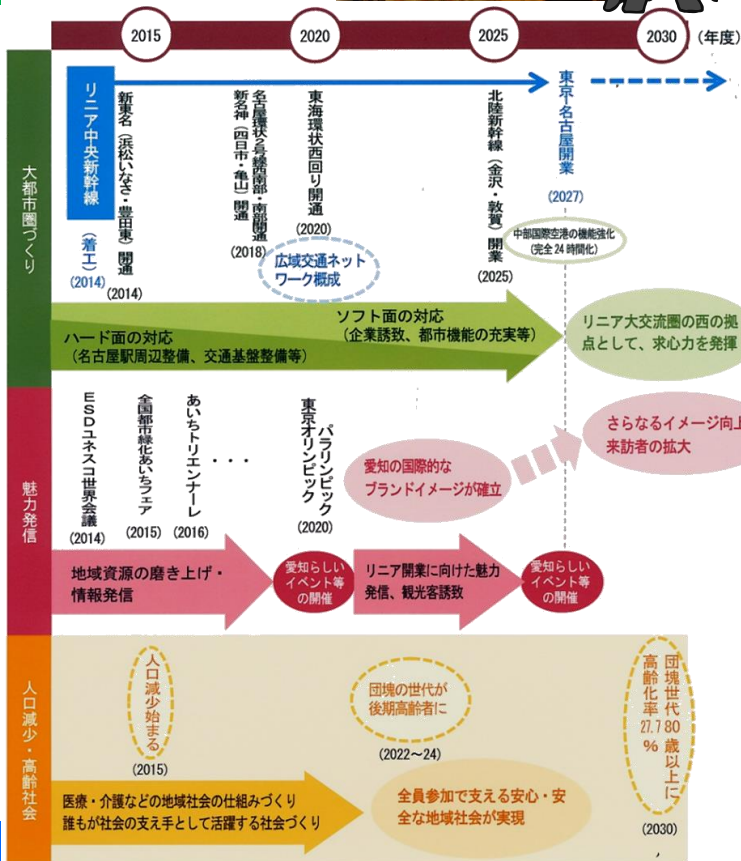 2015
2020
2025
2030
(年度)
大都市圏づくり
リニア中央新幹線
(着工)
(2014)
新東名(浜松いなさ・豊田東)開通
(2014)
名古屋環状2号線西南部・南部開通
新名神(四日市・亀山)開通
(2018)
東海環状西回り開通
(2020)
広域交通ネット
ワーク概成
北陸新幹線(金沢・敦賀)開業
(2025)
東京ー名古屋開業
(2027)
中部国際空港の機能強化
(完全24時間化)
ハード面の対応
(名古屋駅周辺整備、交通基盤整備等)
ソフト面の対応
(企業誘致、都市機能の充実等)
リニア大交流圏の西の拠
点として、求心力を発揮
魅力発信
ESDユネスコ世界会議
(2014)
全国都市緑化あいちフェア
(2015)
あいちトリエンナーレ
(2016)
・・・
東京オリンピック
パラリンピック
(2020)
愛知の国際的な
ブランドイメージが確立
さらなるイメージ向上
来訪者の拡大
地域資源の磨き上げ・
情報発信
愛知らしい
イベント等
の開催
リニア開業に向けた魅力
発信、観光客誘致
愛知らしい
イベント等
の開催
人口減少・高齢社会
人口減少始まる
(2015)
団塊の世代が
後期高齢者に
(2022〜24)
団塊世代80歳以上に
高齢化率27.7%
(2030)
医療・介護などの地域社会の仕組みづくり
誰もが社会の支え手として活躍する社会づくり
全員参加で支える安心・安
全な地域社会が実現